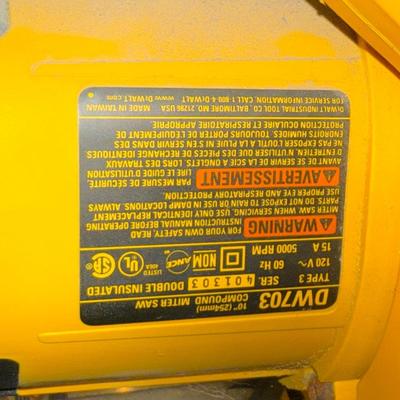 DW703
10" (254mm)
COMPOUND
MITER SAW
TYPE 3
SER. 401303
DOUBLE INSULATED
120 V~ 60 Hz
15 A 5000 RPM
NOM
ANCE
UL
LISTED
WARNING
FOR YOUR OWN SAFETY, READ
INSTRUCTION MANUAL BEFORE OPERATING
MITER SAW. WHEN SERVICING, USE ONLY IDENTICAL REPLACEMENT
PARTS. DO NOT EXPOSE TO RAIN OR USE IN DAMP LOCATIONS. ALWAYS
USE PROPER EYE AND RESPIRATORY PROTECTION.
AVERTISSEMENT
PAR MESURE DE SÉCURITÉ,
LIRE LE GUIDE D'UTILISATION
AVANT DE SE SERVIR DE LA SCIE À ONGLETS. LORS DES TRAVAUX
D'ENTRETIEN, N'UTILISER QUE DES PIÈCES DE RECHANGE IDENTIQUES
NE PAS EXPOSER L'OUTIL À LA PLUIE NI S'EN SERVIR DANS DES
ENDROITS HUMIDES. TOUJOURS PORTER DE L'ÉQUIPEMENT DE
PROTECTION OCULAIRE ET RESPIRATOIRE APPROPRIÉ
DEWALT INDUSTRIAL TOOL CO., BALTIMORE, MD 21286 USA
FOR SERVICE INFORMATION, CALL 1-800-4-DEWALT
www.DEWALT.com
MADE IN TAIWAN